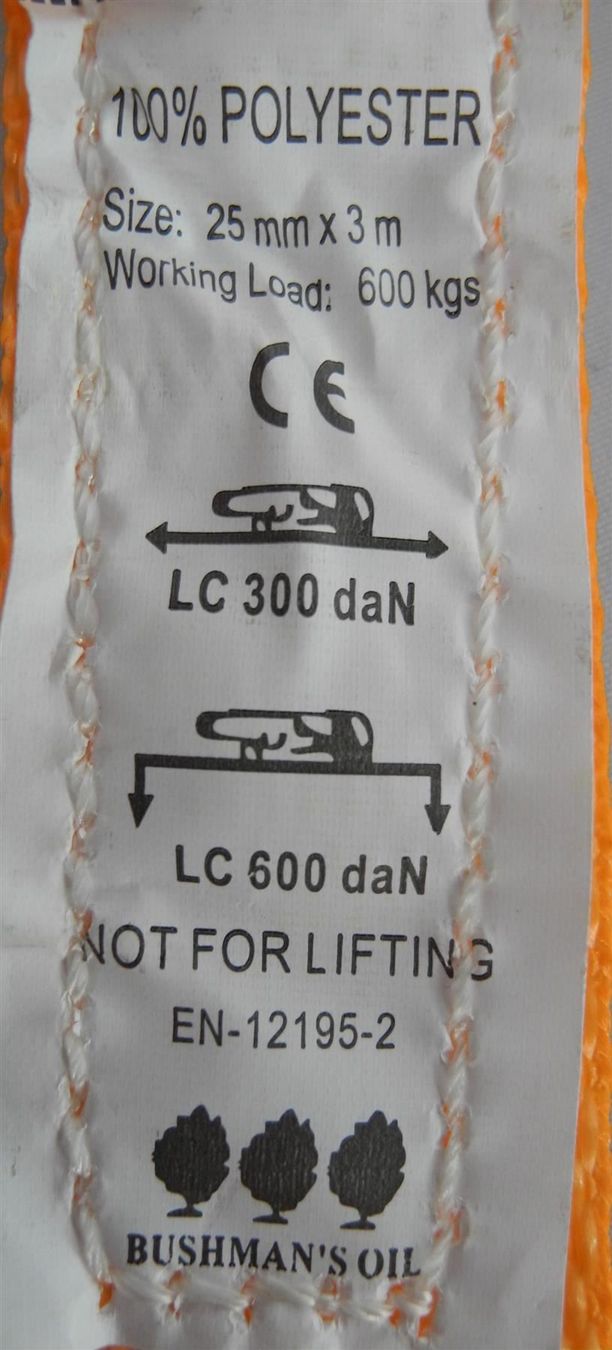 100% POLYESTER
Size: 25 mm x 3 m
Working Load: 600 kgs
CE
LC 300 daN
LC 600 daN
NOT FOR LIFTING
EN-12195-2
BUSHMAN'S OIL